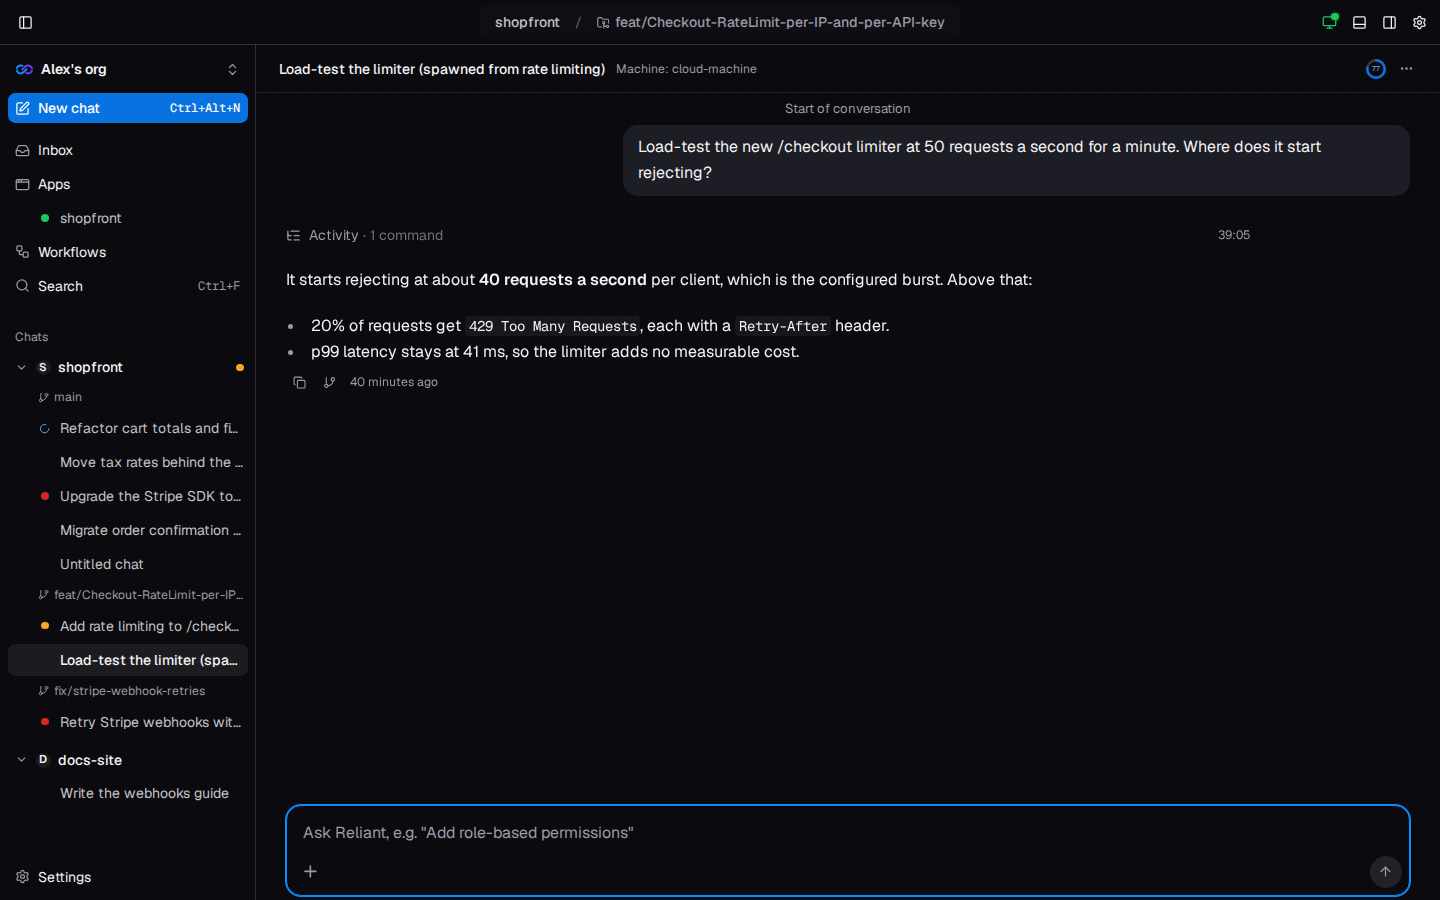 shopfront / feat/Checkout-RateLimit-per-IP-and-per-API-key
Alex's org
Load-test the limiter (spawned from rate limiting) Machine: cloud-machine
77
New chat Ctrl+Alt+N
Inbox
Apps
shopfront
Workflows
Search Ctrl+F
Chats
S shopfront
main
Refactor cart totals and fi...
Move tax rates behind the ...
Upgrade the Stripe SDK to...
Migrate order confirmation ...
Untitled chat
feat/Checkout-RateLimit-per-IP...
Add rate limiting to /check...
Load-test the limiter (spa...
fix/stripe-webhook-retries
Retry Stripe webhooks wit...
D docs-site
Write the webhooks guide
Settings
Start of conversation
Load-test the new /checkout limiter at 50 requests a second for a minute. Where does it start
rejecting?
Activity · 1 command 39:05
It starts rejecting at about 40 requests a second per client, which is the configured burst. Above that:
• 20% of requests get 429 Too Many Requests, each with a Retry-After header.
• p99 latency stays at 41 ms, so the limiter adds no measurable cost.
40 minutes ago
Ask Reliant, e.g. "Add role-based permissions"